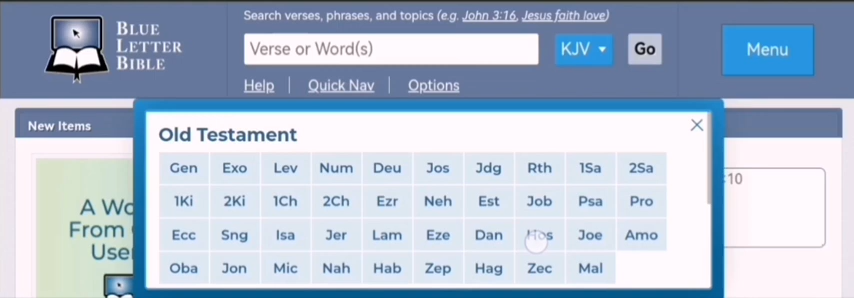 BLUE
LETTER
BIBLE
Search verses, phrases, and topics (e.g. John 3:16, Jesus faith love)
Verse or Word(s)
KJV
Go
Menu
Help
Quick Nav
Options
New Items
Old Testament
Gen Exo Lev Num Deu Jos Jdg Rth 1Sa 2Sa
1Ki 2Ki 1Ch 2Ch Ezr Neh Est Job Psa Pro
Ecc Sng Isa Jer Lam Eze Dan Hos Joe Amo
Oba Jon Mic Nah Hab Zep Hag Zec Mal
A
From
:10